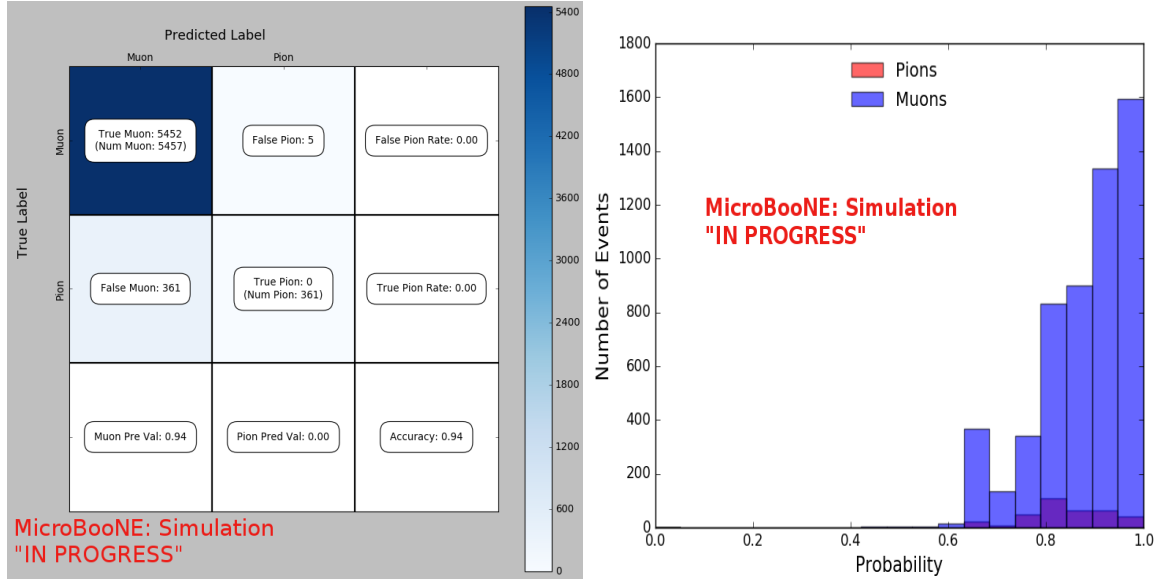 Predicted Label
Muon
Pion
True Label
Muon
Pion
True Muon: 5452
(Num Muon: 5457)
False Pion: 5
False Pion Rate: 0.00
False Muon: 361
True Pion: 0
(Num Pion: 361)
True Pion Rate: 0.00
Muon Pre Val: 0.94
Pion Pred Val: 0.00
Accuracy: 0.94
MicroBooNE: Simulation
"IN PROGRESS"
5400
4800
4200
3600
3000
2400
1800
1200
600
0
Number of Events
1800
1600
1400
1200
1000
800
600
400
200
0
Pions
Muons
MicroBooNE: Simulation
"IN PROGRESS"
0.0
0.2
0.4
0.6
0.8
1.0
Probability